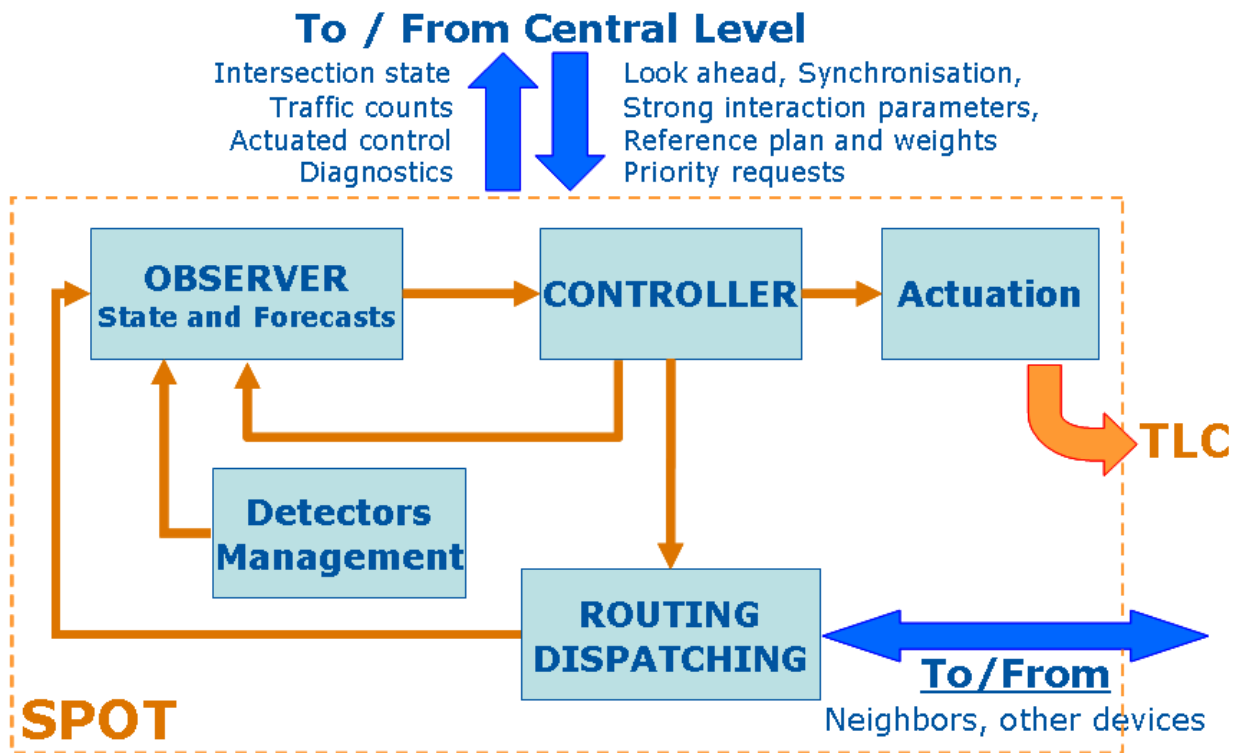 To / From Central Level
Intersection state
Traffic counts
Actuated control
Diagnostics
Look ahead, Synchronisation,
Strong interaction parameters,
Reference plan and weights
Priority requests
OBSERVER
State and Forecasts
CONTROLLER
Actuation
TLC
Detectors
Management
ROUTING
DISPATCHING
To/From
Neighbors, other devices
SPOT